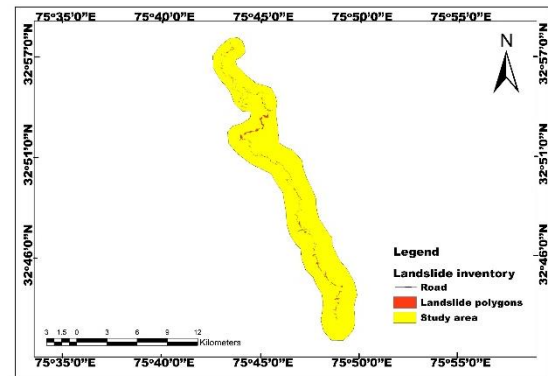 75°35'0"E 75°40'0"E 75°45'0"E 75°50'0"E 75°55'0"E
32°57'0"N
32°57'0"N
N
32°51'0"N
32°51'0"N
32°46'0"N
32°46'0"N
Legend
Landslide inventory
Road
Landslide polygons
Study area
3 1.5 0 3 6 9 12
Kilometers
75°35'0"E 75°40'0"E 75°45'0"E 75°50'0"E 75°55'0"E